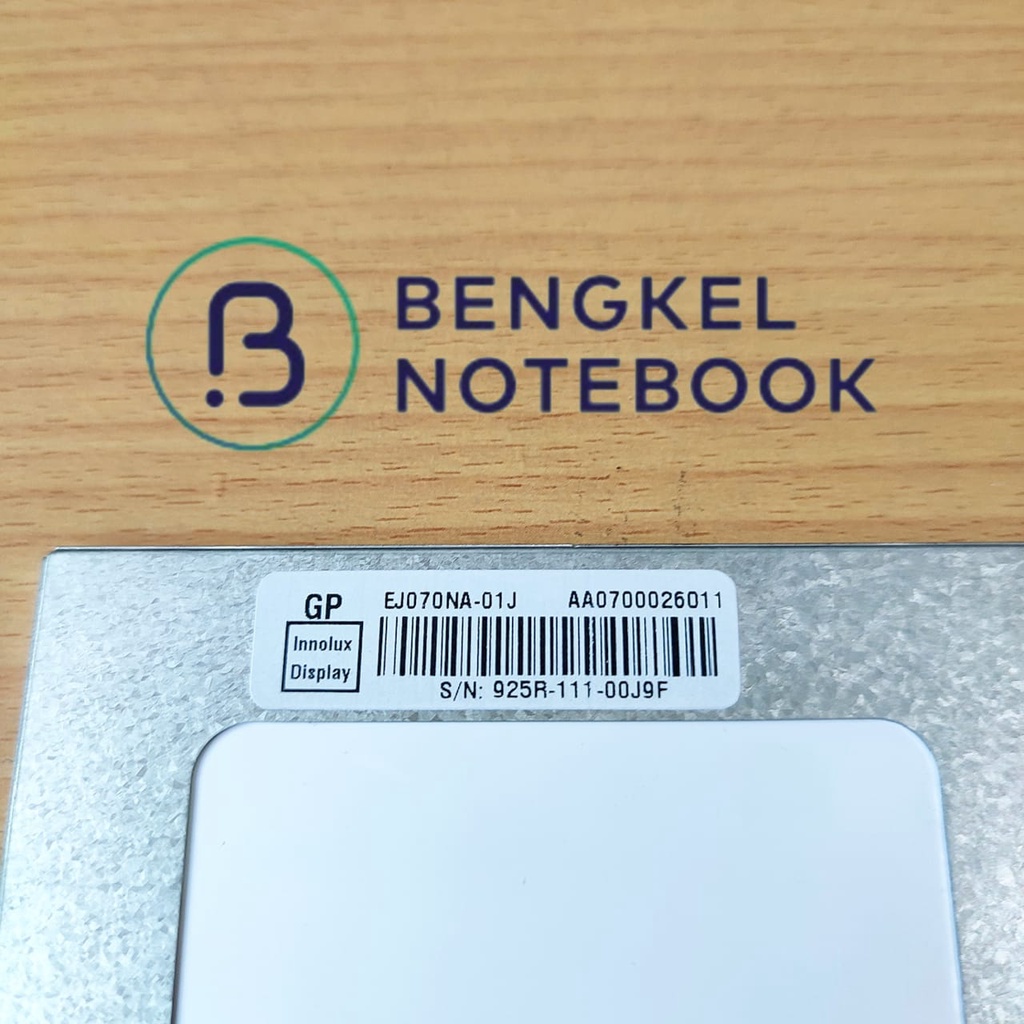 BENGKEL
NOTEBOOK
GP
EJ070NA-01J AA0700026011
Innolux
Display
S/N: 925R-111-00J9F